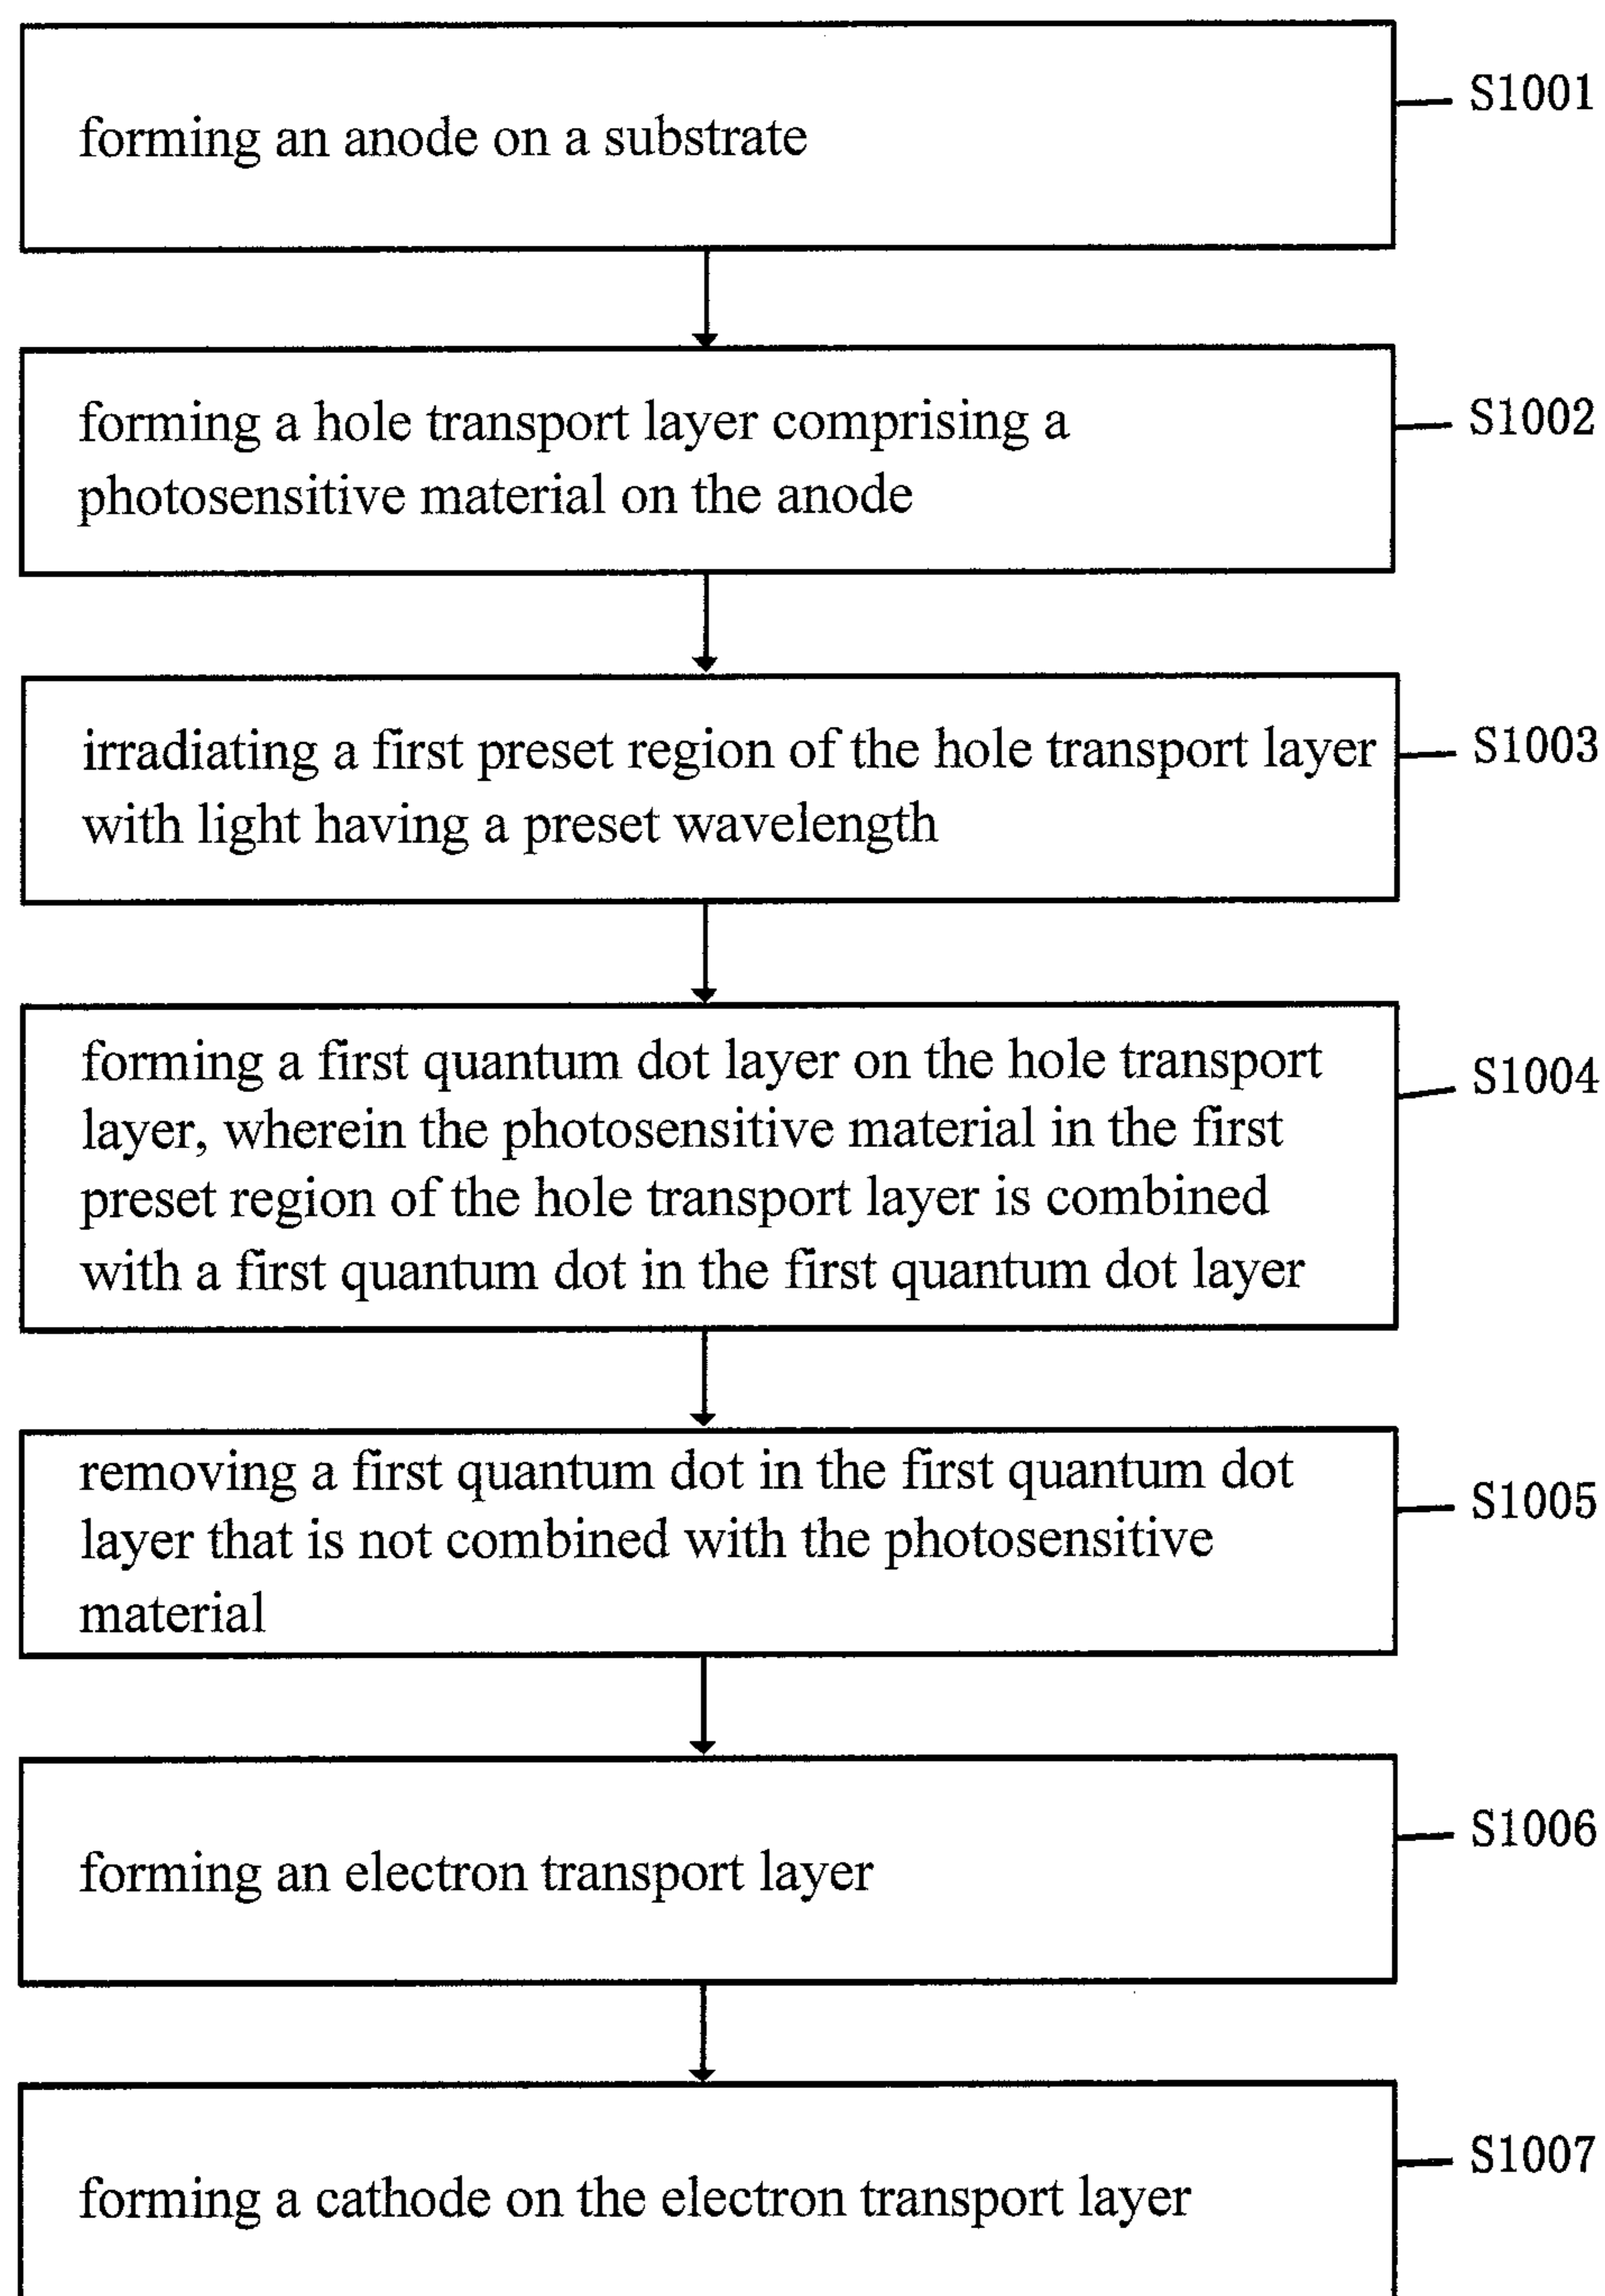 forming an anode on a substrate
S1001
forming a hole transport layer comprising a
photosensitive material on the anode
S1002
irradiating a first preset region of the hole transport layer
with light having a preset wavelength
S1003
forming a first quantum dot layer on the hole transport
layer, wherein the photosensitive material in the first
preset region of the hole transport layer is combined
with a first quantum dot in the first quantum dot layer
S1004
removing a first quantum dot in the first quantum dot
layer that is not combined with the photosensitive
material
S1005
forming an electron transport layer
S1006
forming a cathode on the electron transport layer
S1007